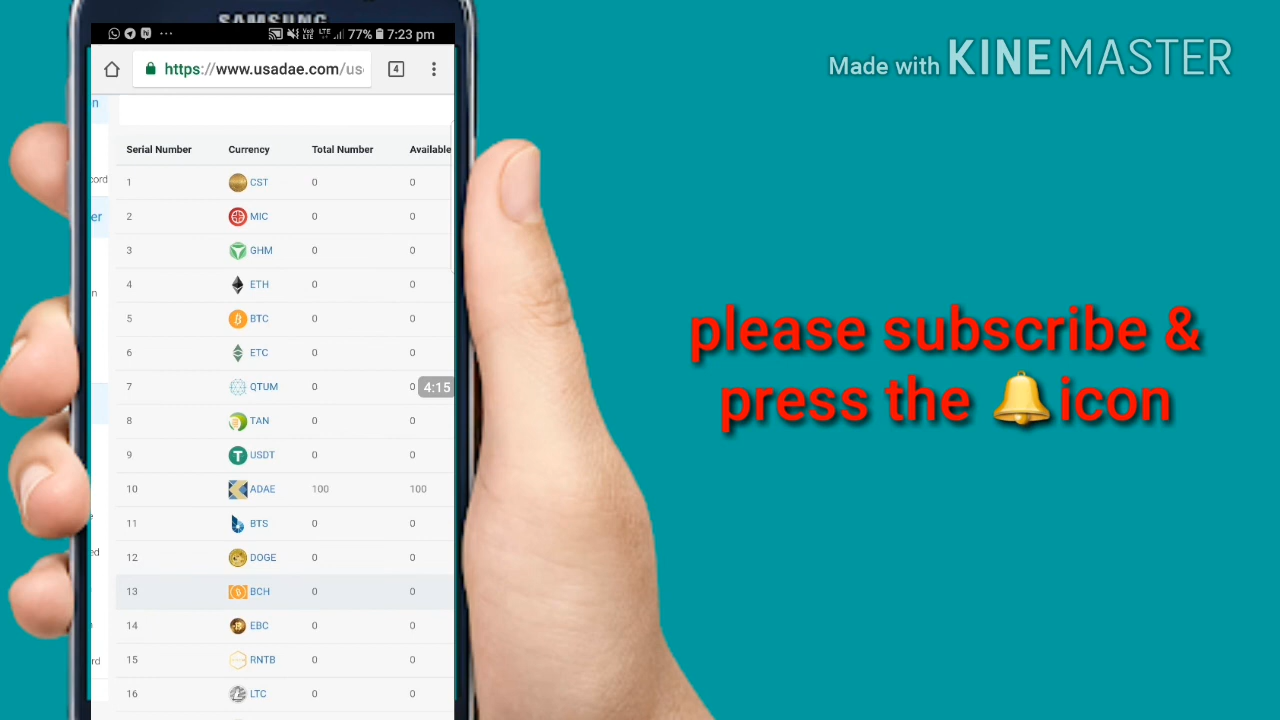 SAMSUNG
77% 7:23 pm
https://www.usadae.com/us
4
n
Serial Number Currency Total Number Available
1 CST 0 0
cord
2 MIC 0 0
er
3 GHM 0 0
4 ETH 0 0
n
5 BTC 0 0
6 ETC 0 0
7 QTUM 0 0
4:15
8 TAN 0 0
9 USDT 0 0
10 ADAE 100 100
11 BTS 0 0
12 DOGE 0 0
ed
13 BCH 0 0
14 EBC 0 0
15 RNTB 0 0
rd
16 LTC 0 0
Made with KINEMASTER
please subscribe &
press the 🔔icon